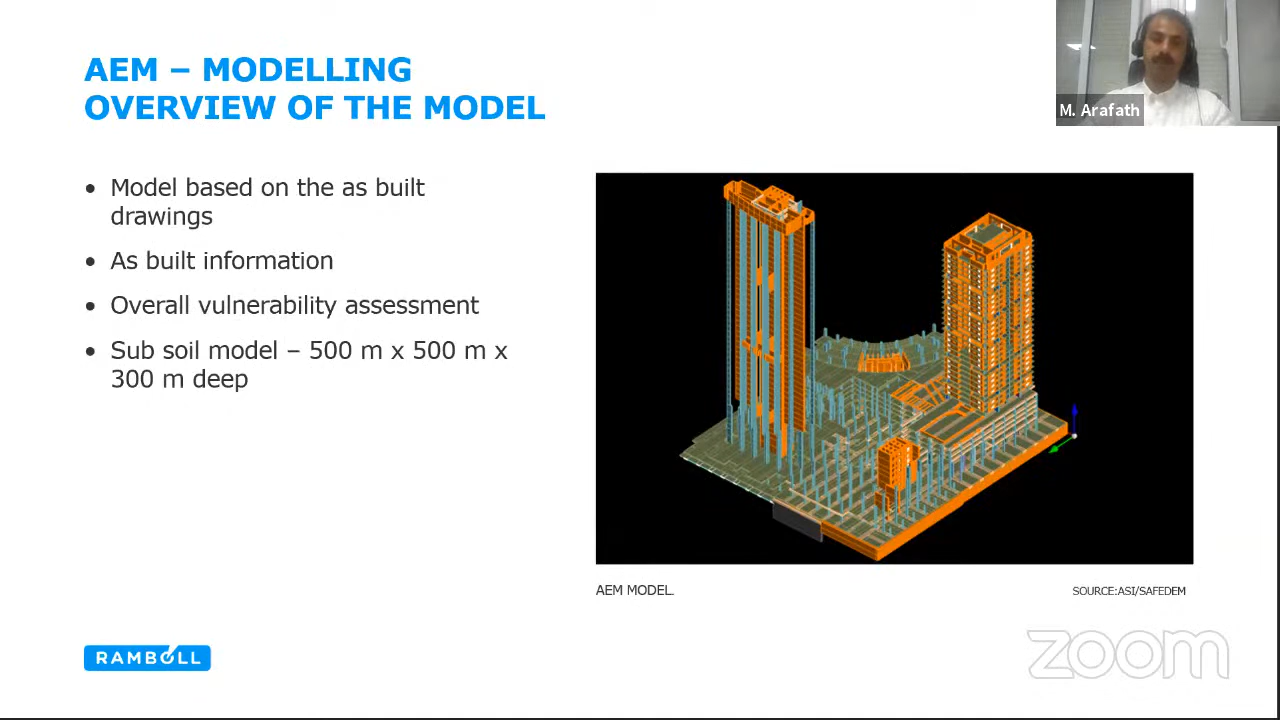 AEM – MODELLING
OVERVIEW OF THE MODEL
M. Arafath
• Model based on the as built
drawings
• As built information
• Overall vulnerability assessment
• Sub soil model – 500 m x 500 m x
300 m deep
AEM MODEL.
SOURCE:ASI/SAFEDEM
RAMBOLL
zoom